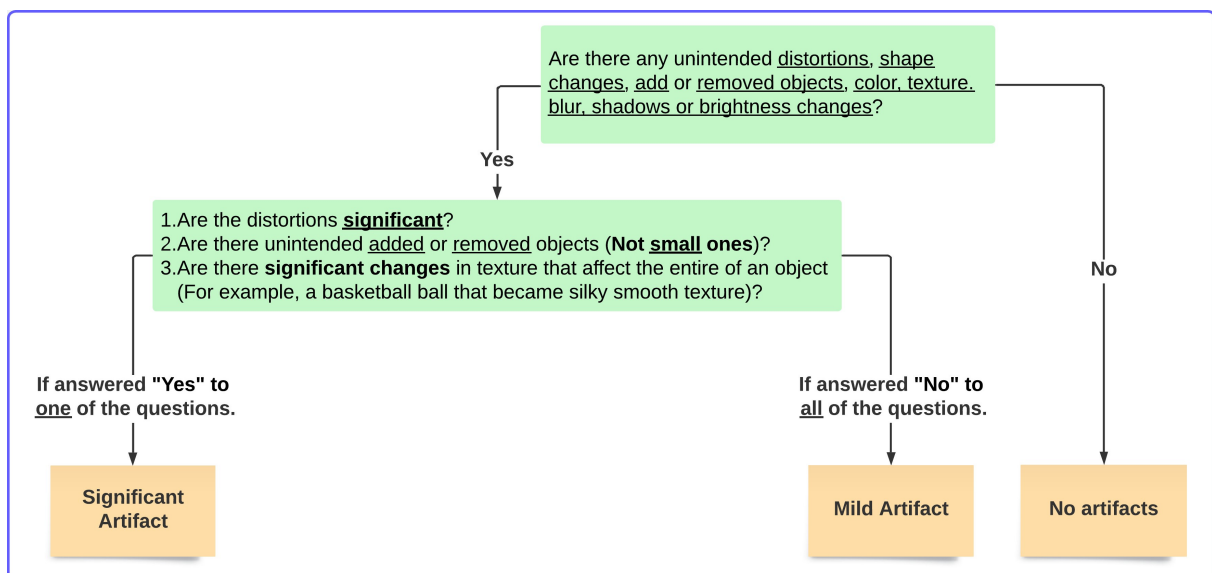 Are there any unintended distortions, shape
changes, add or removed objects, color, texture.
blur, shadows or brightness changes?
Yes
1.Are the distortions significant?
2.Are there unintended added or removed objects (Not small ones)?
3.Are there significant changes in texture that affect the entire of an object
(For example, a basketball ball that became silky smooth texture)?
No
If answered "Yes" to
one of the questions.
If answered "No" to
all of the questions.
Significant
Artifact
Mild Artifact
No artifacts